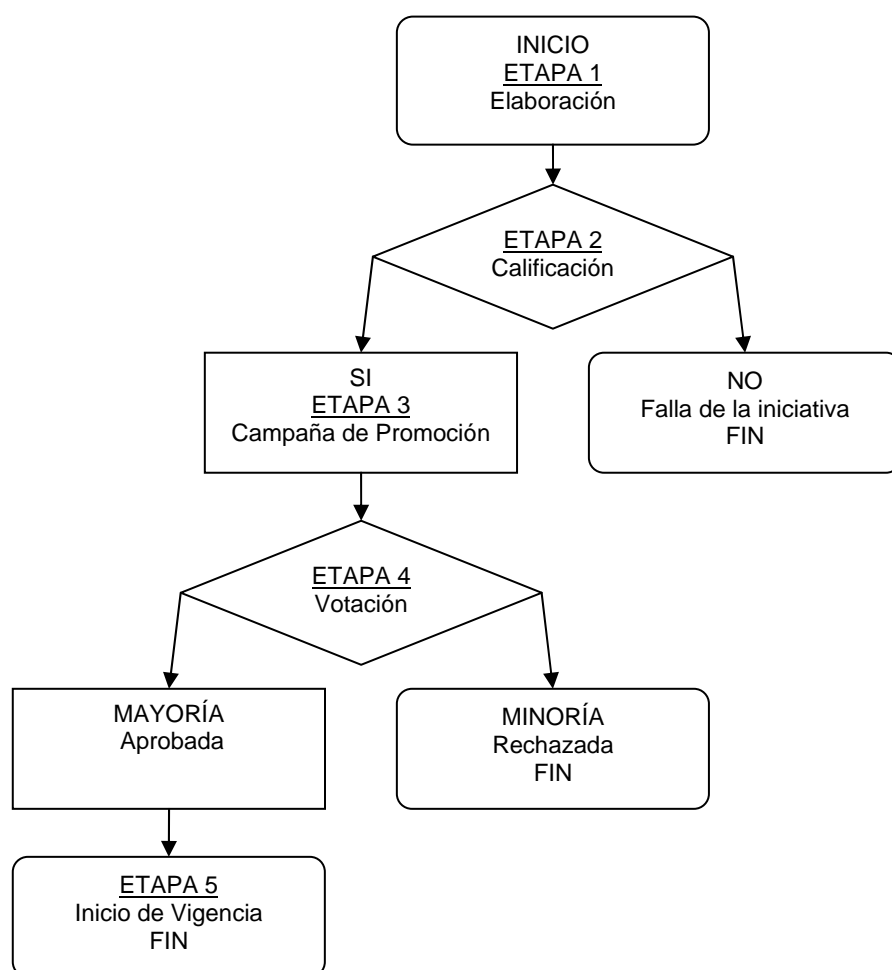 INICIO
ETAPA 1
Elaboración
ETAPA 2
Calificación
SI
ETAPA 3
Campaña de Promoción
NO
Falla de la iniciativa
FIN
ETAPA 4
Votación
MAYORÍA
Aprobada
MINORÍA
Rechazada
FIN
ETAPA 5
Inicio de Vigencia
FIN